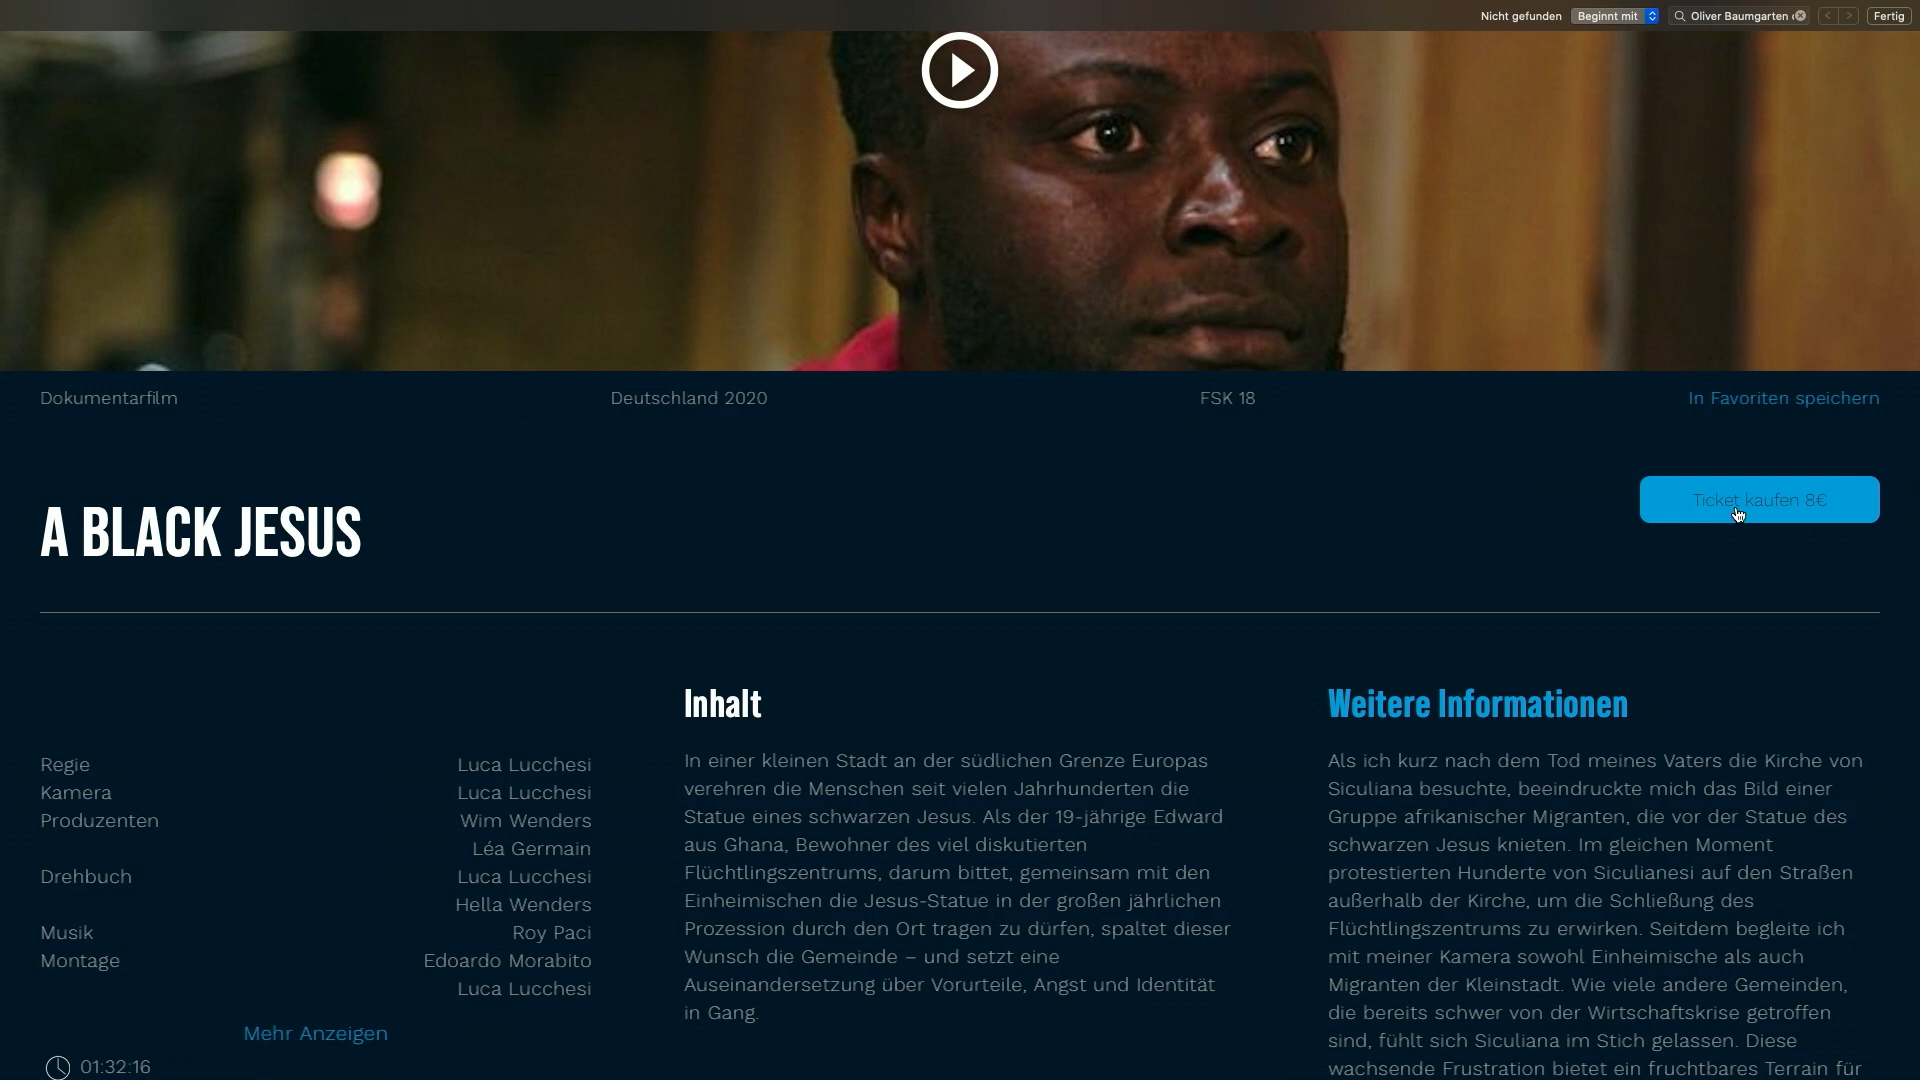 Nicht gefunden
Beginnt mit
Oliver Baumgarten
Fertig
Dokumentarfilm
Deutschland 2020
FSK 18
In Favoriten speichern
A BLACK JESUS
Ticket kaufen 8€
Regie Luca Lucchesi
Kamera Luca Lucchesi
Produzenten Wim Wenders
Léa Germain
Drehbuch Luca Lucchesi
Hella Wenders
Musik Roy Paci
Montage Edoardo Morabito
Luca Lucchesi
Mehr Anzeigen
01:32:16
Inhalt
In einer kleinen Stadt an der südlichen Grenze Europas
verehren die Menschen seit vielen Jahrhunderten die
Statue eines schwarzen Jesus. Als der 19-jährige Edward
aus Ghana, Bewohner des viel diskutierten
Flüchtlingszentrums, darum bittet, gemeinsam mit den
Einheimischen die Jesus-Statue in der großen jährlichen
Prozession durch den Ort tragen zu dürfen, spaltet dieser
Wunsch die Gemeinde – und setzt eine
Auseinandersetzung über Vorurteile, Angst und Identität
in Gang.
Weitere Informationen
Als ich kurz nach dem Tod meines Vaters die Kirche von
Siculiana besuchte, beeindruckte mich das Bild einer
Gruppe afrikanischer Migranten, die vor der Statue des
schwarzen Jesus knieten. Im gleichen Moment
protestierten Hunderte von Siculianesi auf den Straßen
außerhalb der Kirche, um die Schließung des
Flüchtlingszentrums zu erwirken. Seitdem begleite ich
mit meiner Kamera sowohl Einheimische als auch
Migranten der Kleinstadt. Wie viele andere Gemeinden,
die bereits schwer von der Wirtschaftskrise getroffen
sind, fühlt sich Siculiana im Stich gelassen. Diese
wachsende Frustration bietet ein fruchtbares Terrain für